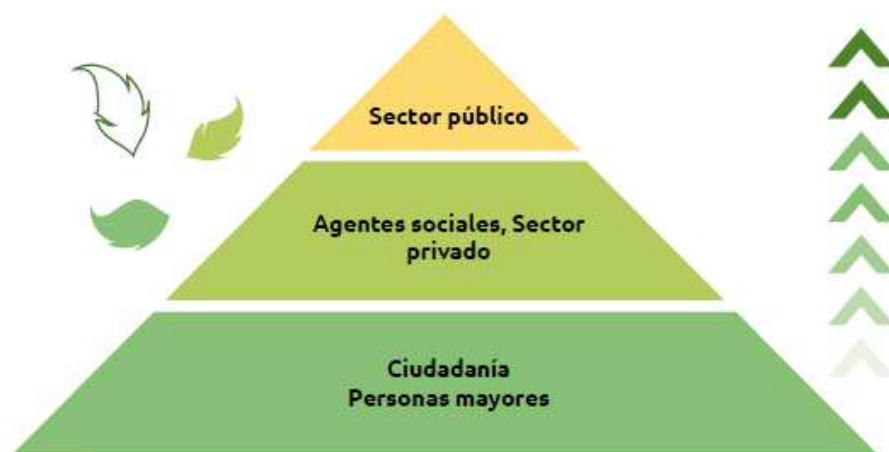 Sector público
Agentes sociales, Sector
privado
Ciudadanía
Personas mayores